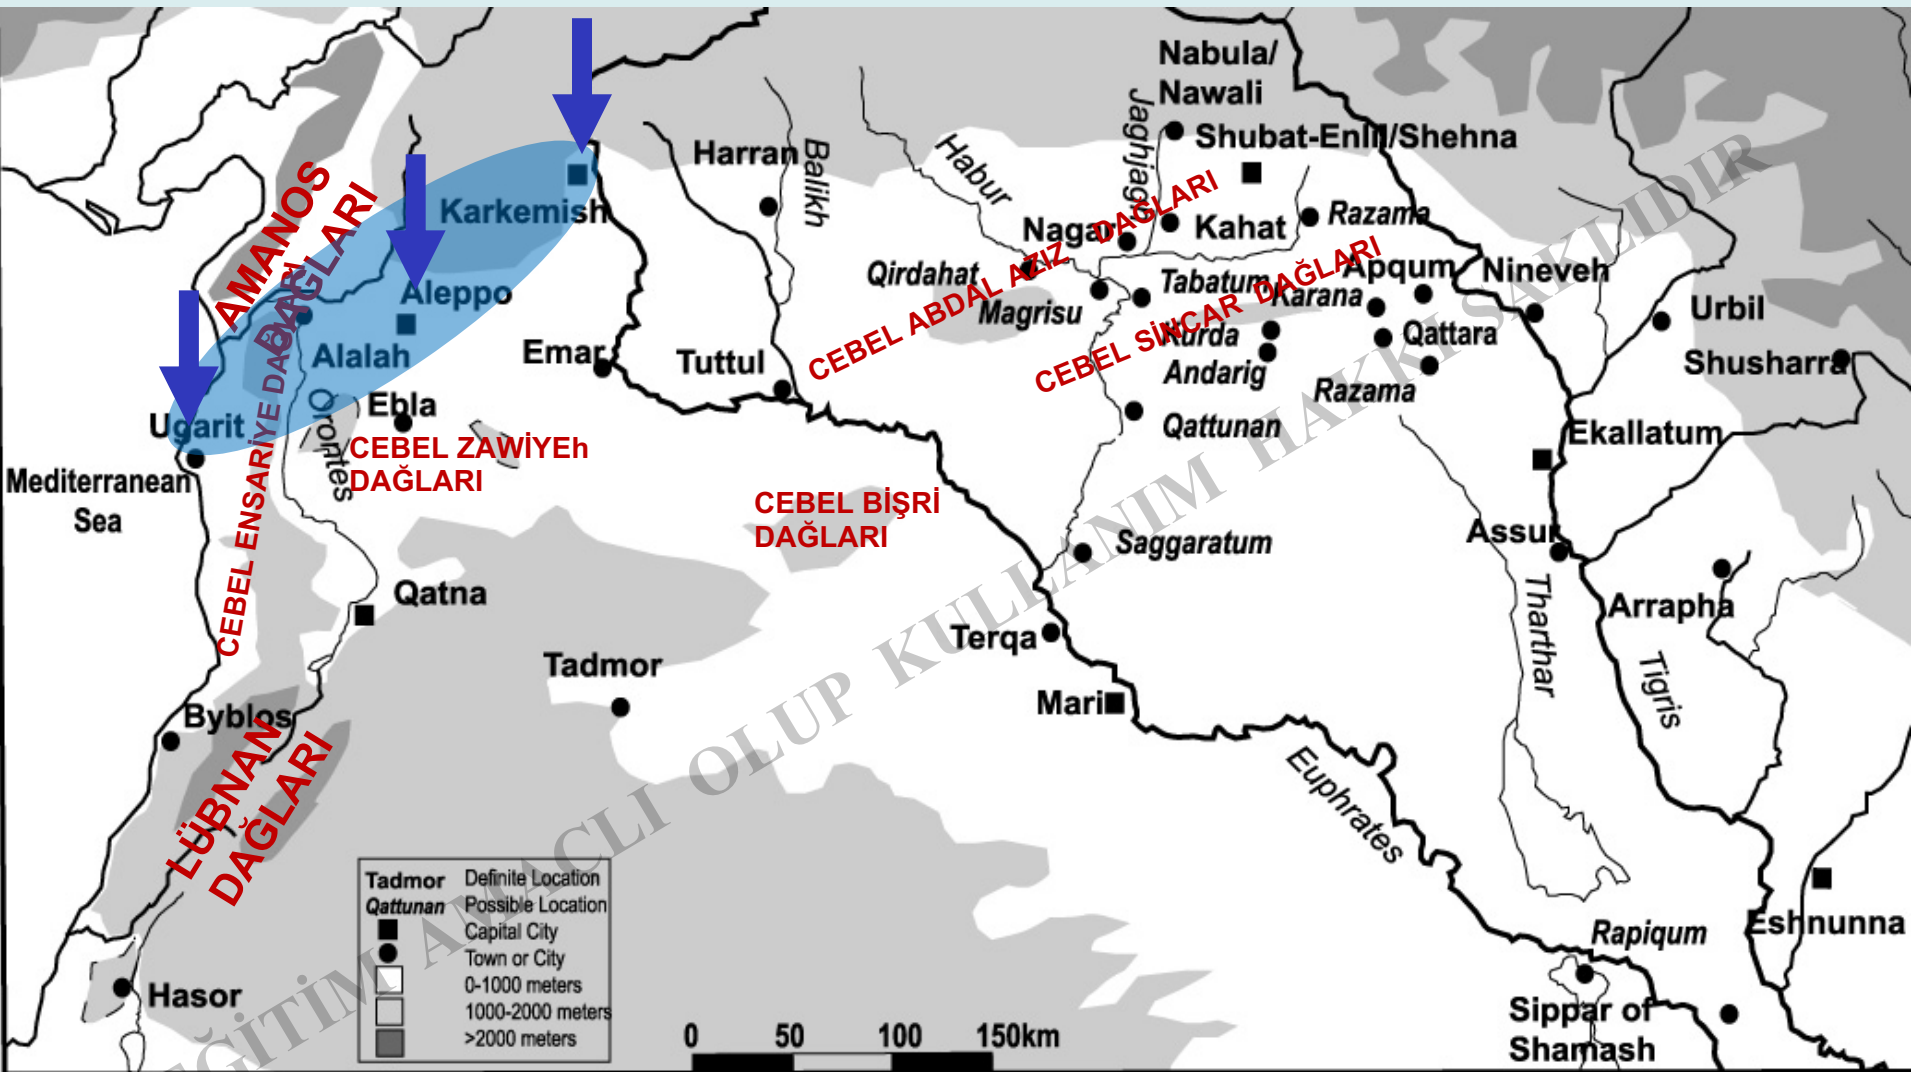 Nabula/
Nawali
Shubat-Enlil/Shehna
Jaghjagh
Harran
Balikh
Habur
AMANOS
DAĞLARI
Karkemish
Nagar
Kahat
Razama
CEBEL ABDAL AZIZ DAĞLARI
Qirdahat
Magrisu
Tabatum
Karana
Apqum
Nineveh
CEBEL SİNCAR DAĞLARI
Urbil
Aleppo
Alalah
Emar
Tuttul
Kurda
Andarig
Qattara
Razama
Shusharra
Ugarit
Ebla
Orontes
CEBEL ENSARİYE DAĞLARI
CEBEL ZAWİYEh
DAĞLARI
Qattunan
Ekallatum
Mediterranean
Sea
CEBEL BİŞRİ
DAĞLARI
Saggaratum
Assur
Tharthar
Qatna
Arrapha
Terqa
Tadmor
Mari
Tigris
Byblos
LÜBNAN
DAĞLARI
Euphrates
Tadmor Definite Location
Qattunan Possible Location
Capital City
Town or City
0-1000 meters
1000-2000 meters
>2000 meters
Hasor
Rapiqum
Eshnunna
Sippar of
Shamash
0 50 100 150km
EĞİTİM AMAÇLI OLUP KULLANIM HAKKI SAKLIDIR